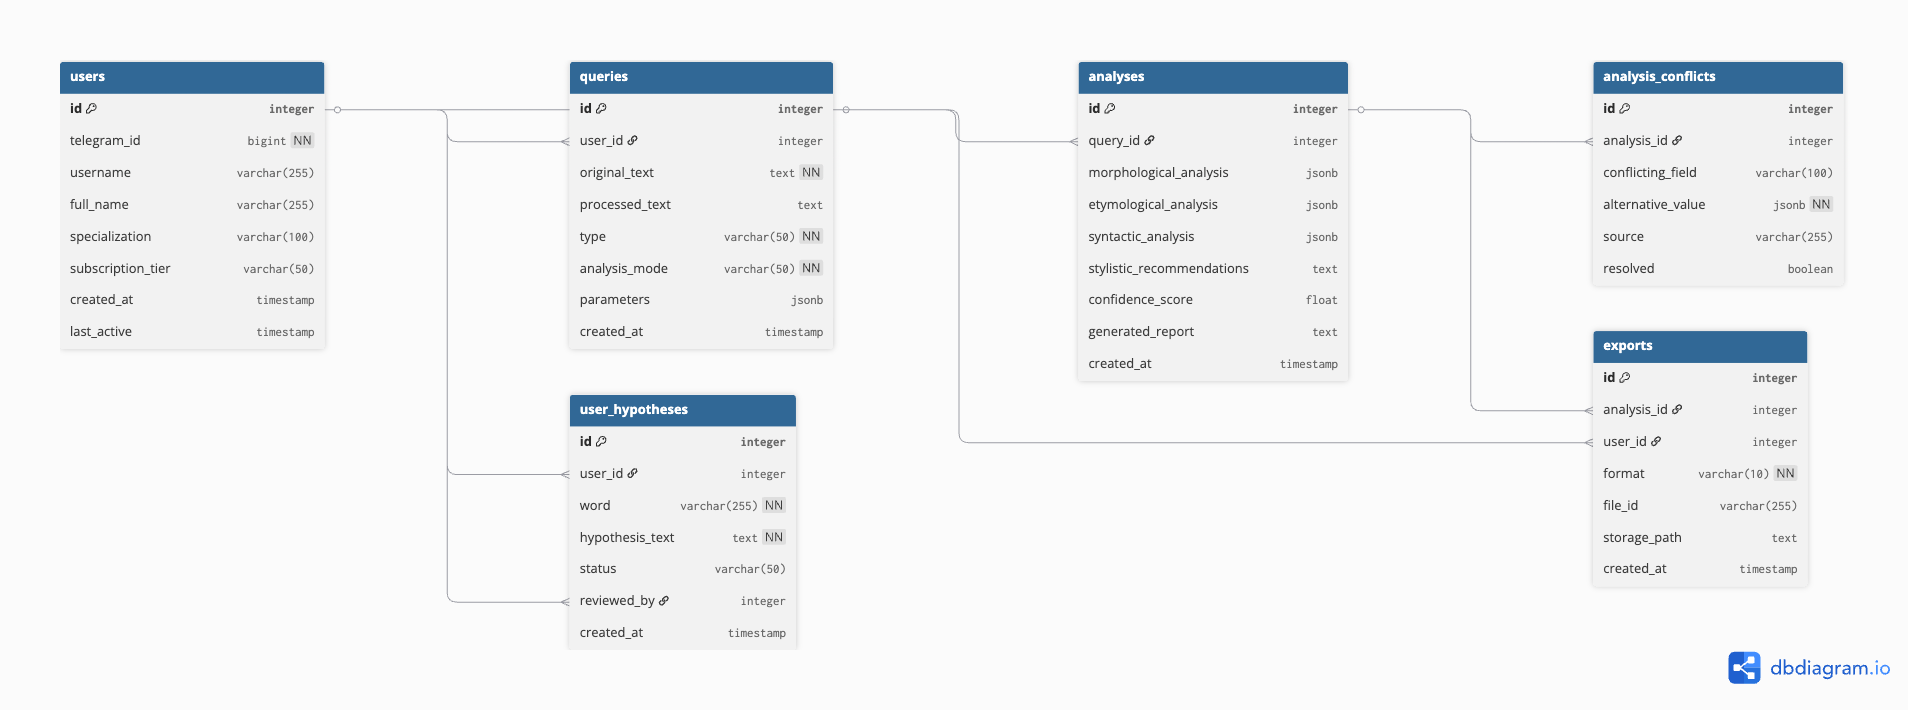 users
id integer
telegram_id bigint NN
username varchar(255)
full_name varchar(255)
specialization varchar(100)
subscription_tier varchar(50)
created_at timestamp
last_active timestamp
queries
id integer
user_id integer
original_text text NN
processed_text text
type varchar(50) NN
analysis_mode varchar(50) NN
parameters jsonb
created_at timestamp
user_hypotheses
id integer
user_id integer
word varchar(255) NN
hypothesis_text text NN
status varchar(50)
reviewed_by integer
created_at timestamp
analyses
id integer
query_id integer
morphological_analysis jsonb
etymological_analysis jsonb
syntactic_analysis jsonb
stylistic_recommendations text
confidence_score float
generated_report text
created_at timestamp
analysis_conflicts
id integer
analysis_id integer
conflicting_field varchar(100)
alternative_value jsonb NN
source varchar(255)
resolved boolean
exports
id integer
analysis_id integer
user_id integer
format varchar(10) NN
file_id varchar(255)
storage_path text
created_at timestamp
dbdiagram.io